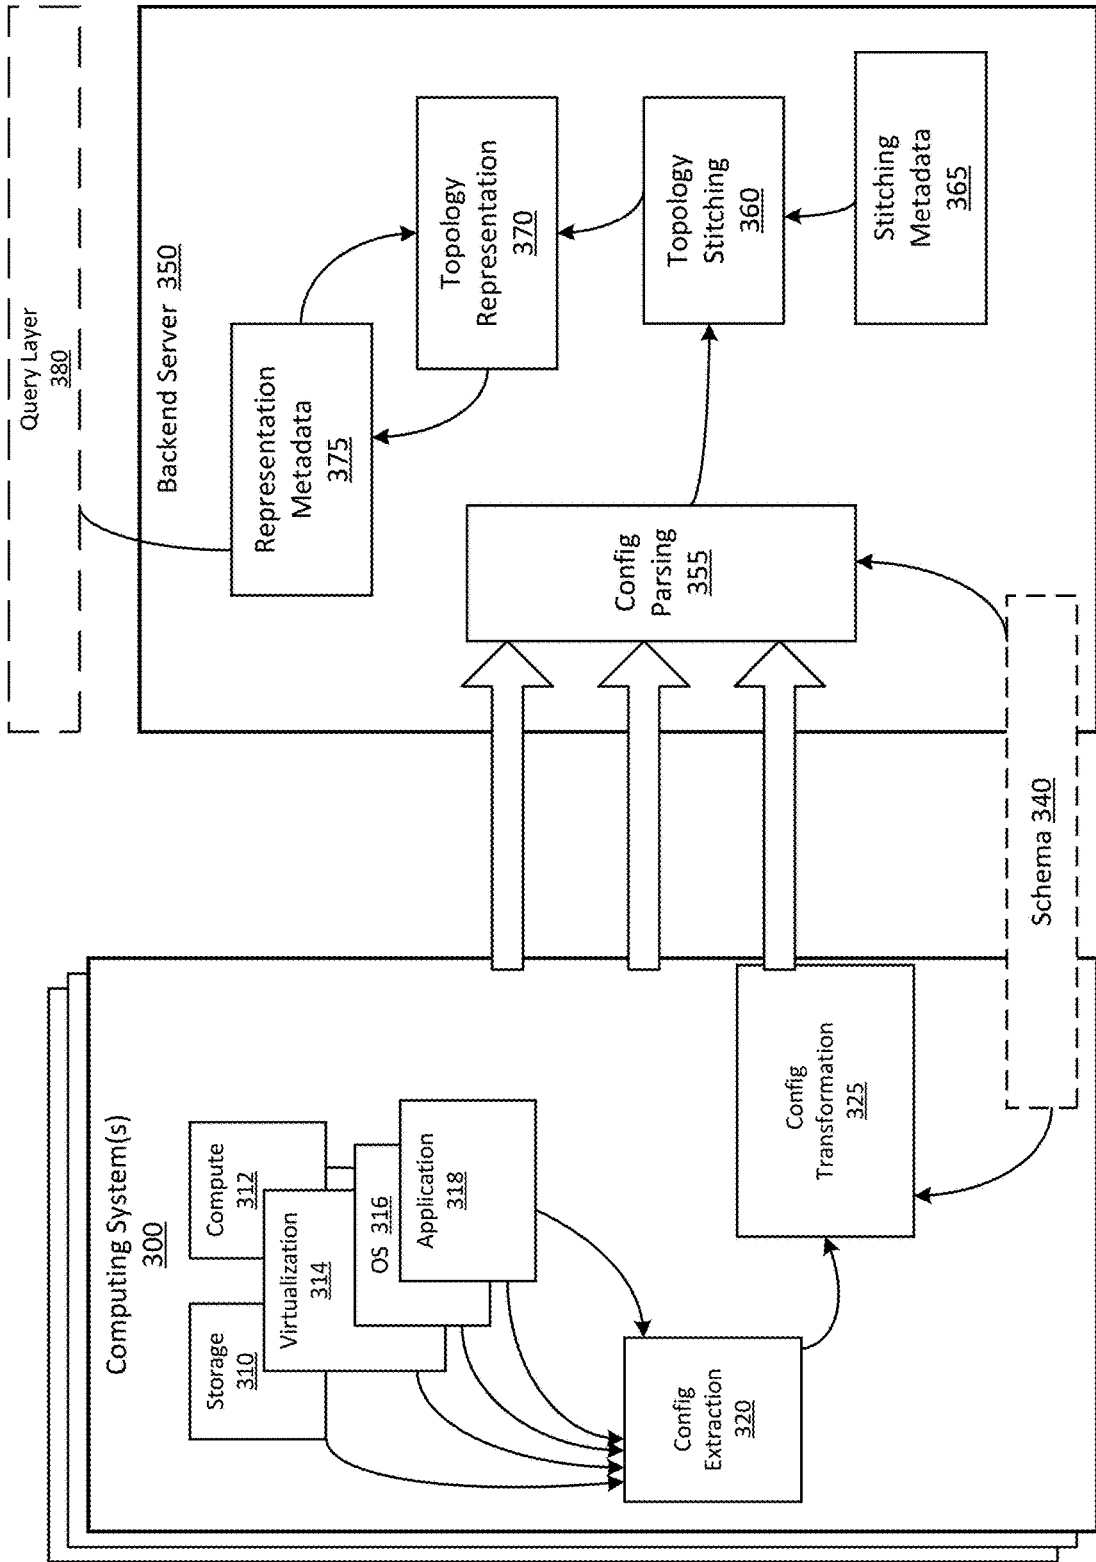 Computing System(s)
300
Storage
310
Compute
312
Virtualization
314
OS 316
Application
318
Config
Extraction
320
Config
Transformation
325
Schema 340
Query Layer
380
Backend Server 350
Representation
Metadata
375
Topology
Representation
370
Config
Parsing
355
Topology
Stitching
360
Stitching
Metadata
365